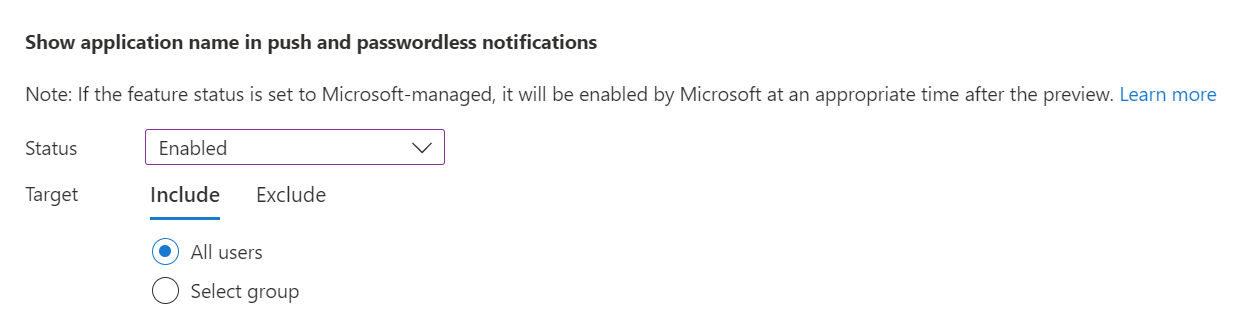 Show application name in push and passwordless notifications
Note: If the feature status is set to Microsoft-managed, it will be enabled by Microsoft at an appropriate time after the preview. Learn more
Status Enabled
Target Include Exclude
All users
Select group